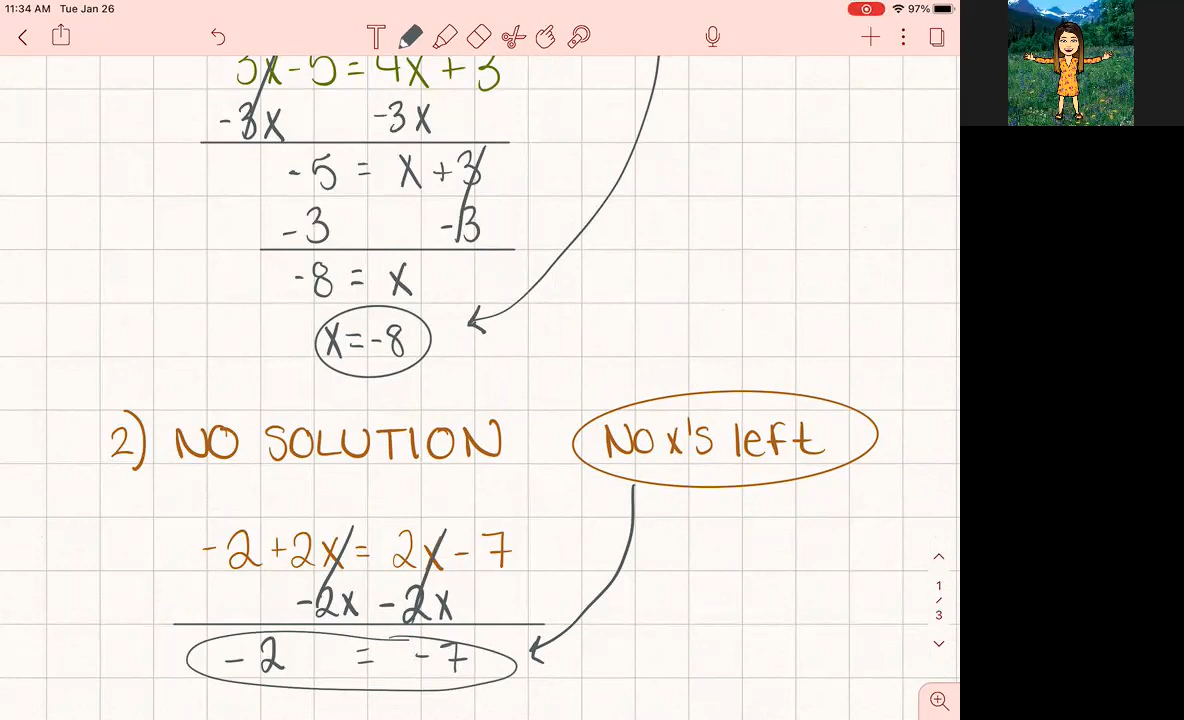 11:34 AM Tue Jan 26
97%
3x-5=4x+3
-3x -3x
-5 = x+3
-3 -3
-8 = x
x=-8
2) NO SOLUTION No x's left
-2+2x=2x-7
-2x -2x
-2 = -7
1
/
3